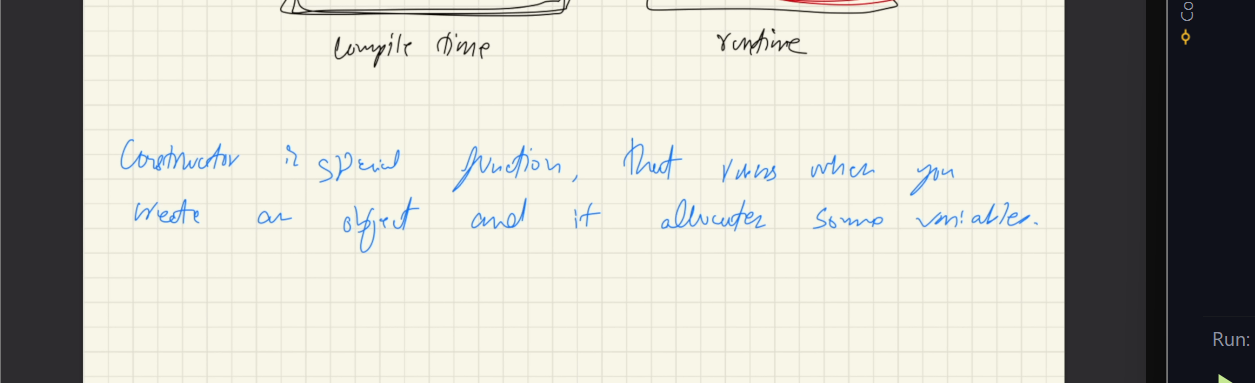 Compile time runtime
Constructor is special function, that runs when you
create an object and it allocates some variables.
Co
Run: